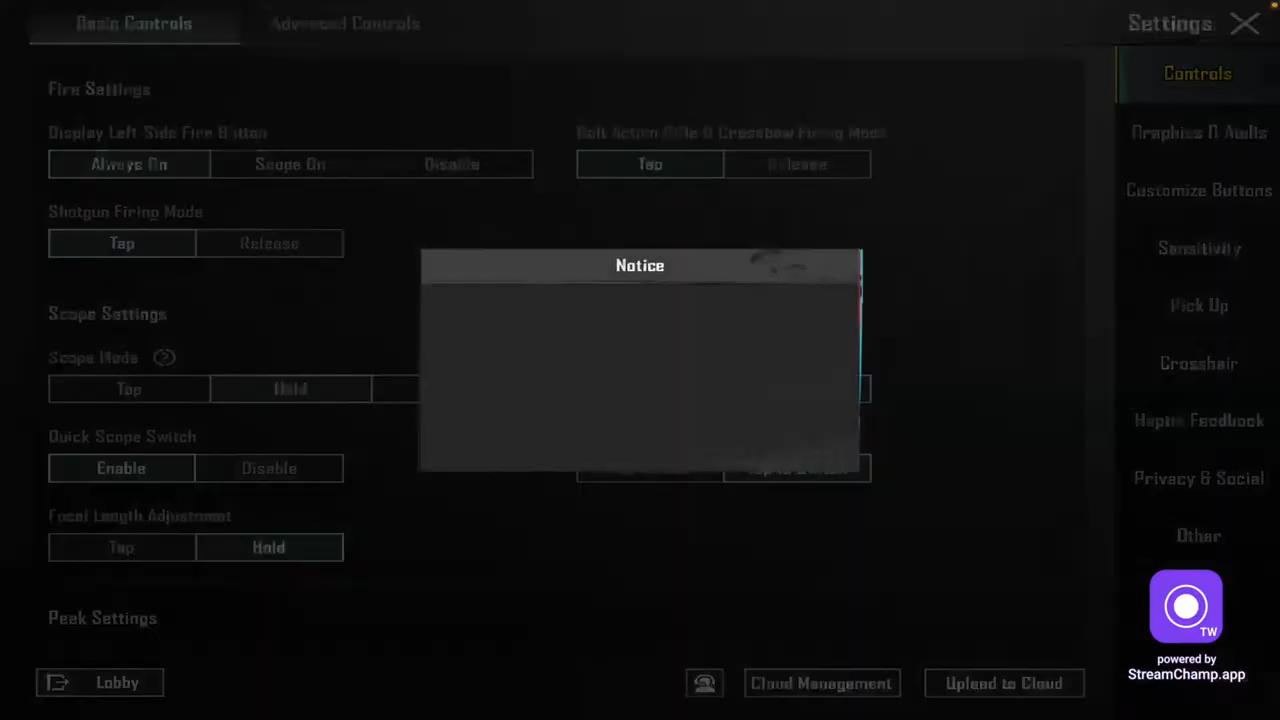 Basic Controls
Advanced Controls
Settings
Controls
Fire Settings
Display Left Side Fire Button
Bolt Action Rifle & Crossbow Firing Mode
Graphics & Audio
Always On
Scope On
Disable
Tap
Release
Customize Buttons
Shotgun Firing Mode
Tap
Release
Sensitivity
Notice
Scope Settings
Pick Up
Scope Mode
Crosshair
Tap
Hold
Quick Scope Switch
Haptic Feedback
Enable
Disable
Privacy & Social
Focal Length Adjustment
Tap
Hold
Other
Peek Settings
TW
powered by
StreamChamp.app
Lobby
Cloud Management
Upload to Cloud